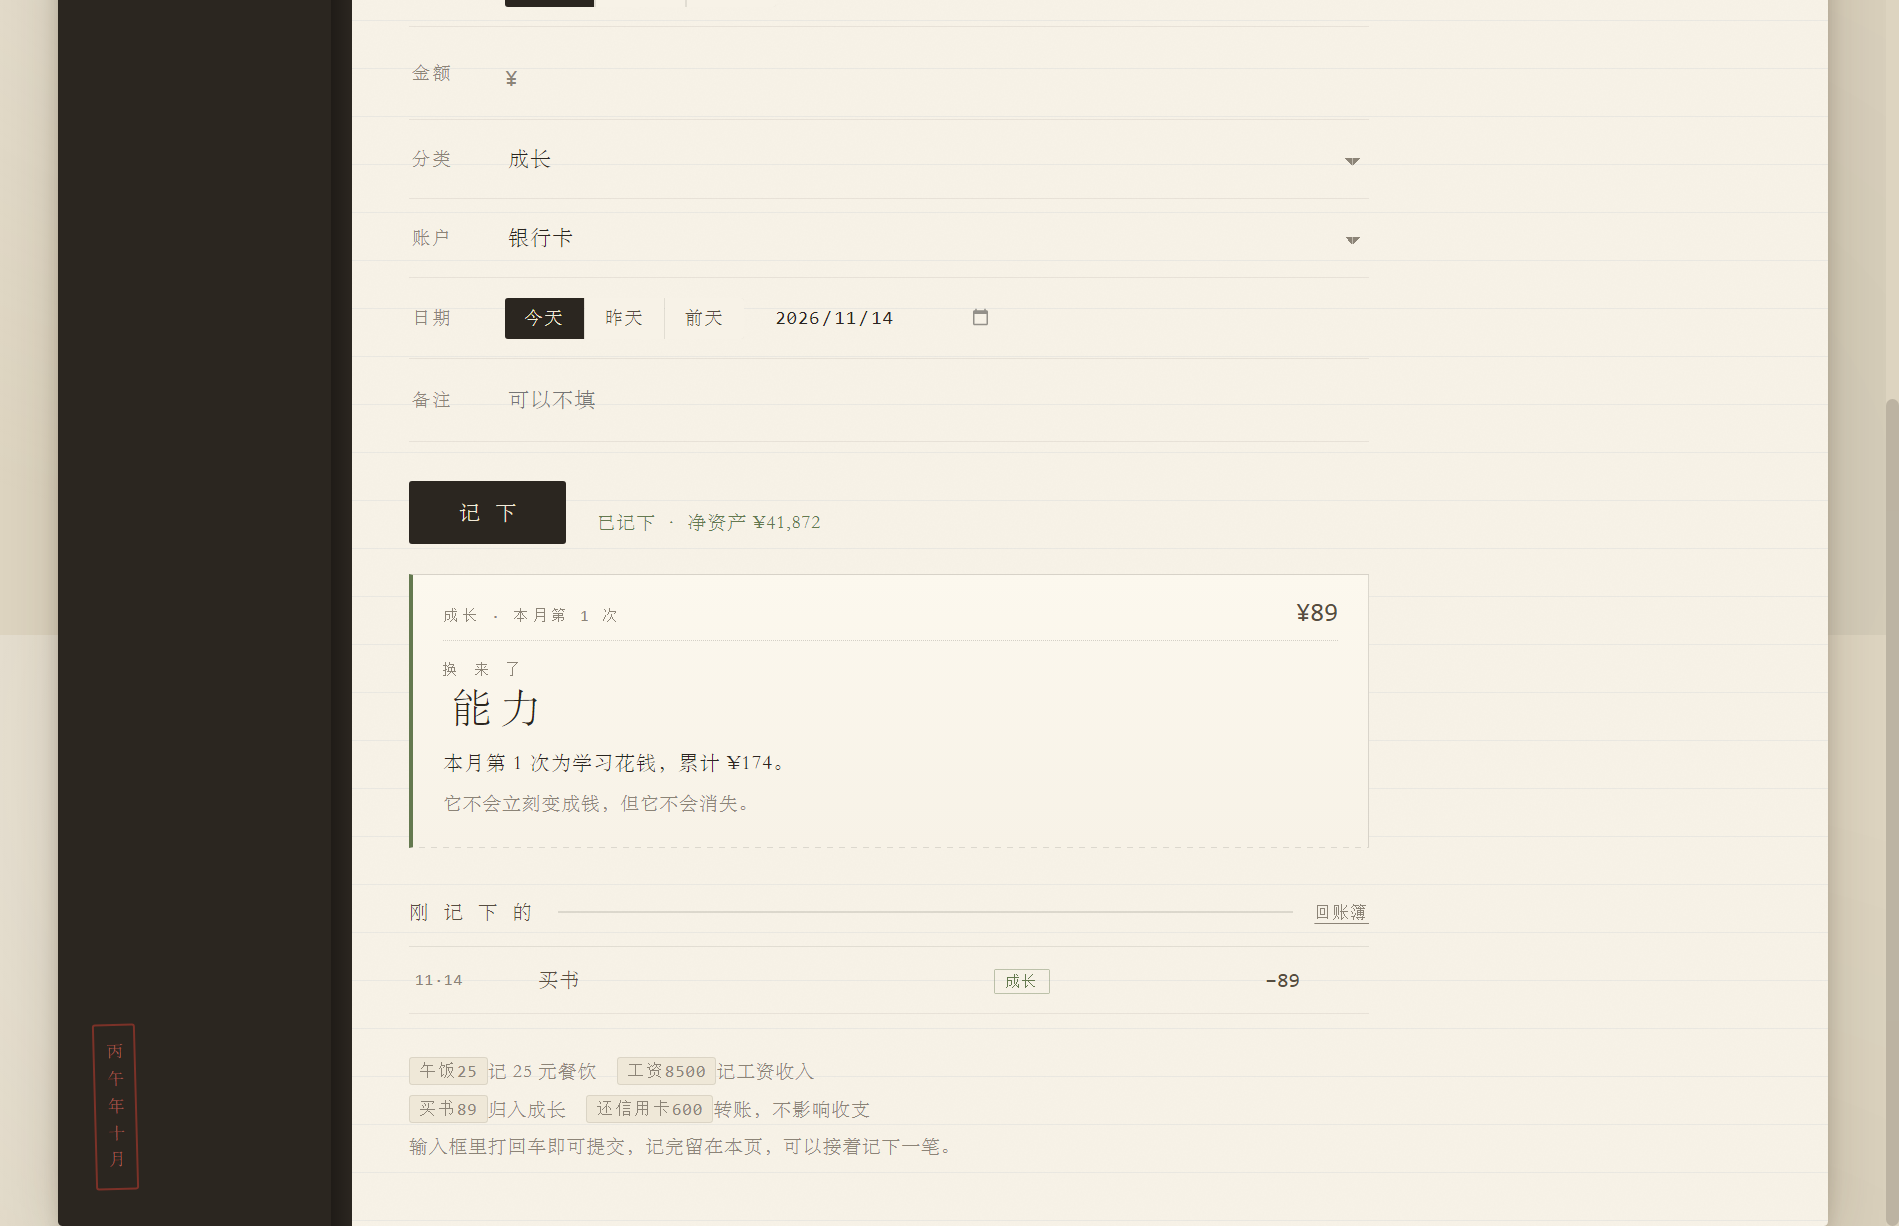 金额 ¥
分类 成长
账户 银行卡
日期 今天 昨天 前天 2026/11/14
备注 可以不填
记下 已记下 · 净资产 ¥41,872
成长 · 本月第 1 次 ¥89
换来了
能力
本月第 1 次为学习花钱，累计 ¥174。
它不会立刻变成钱，但它不会消失。
刚记下的 回账簿
11·14 买书 成长 −89
午饭25 记 25 元餐饮 工资8500 记工资收入
买书89 归入成长 还信用卡600 转账，不影响收支
输入框里打回车即可提交，记完留在本页，可以接着记下一笔。
丙午年十月